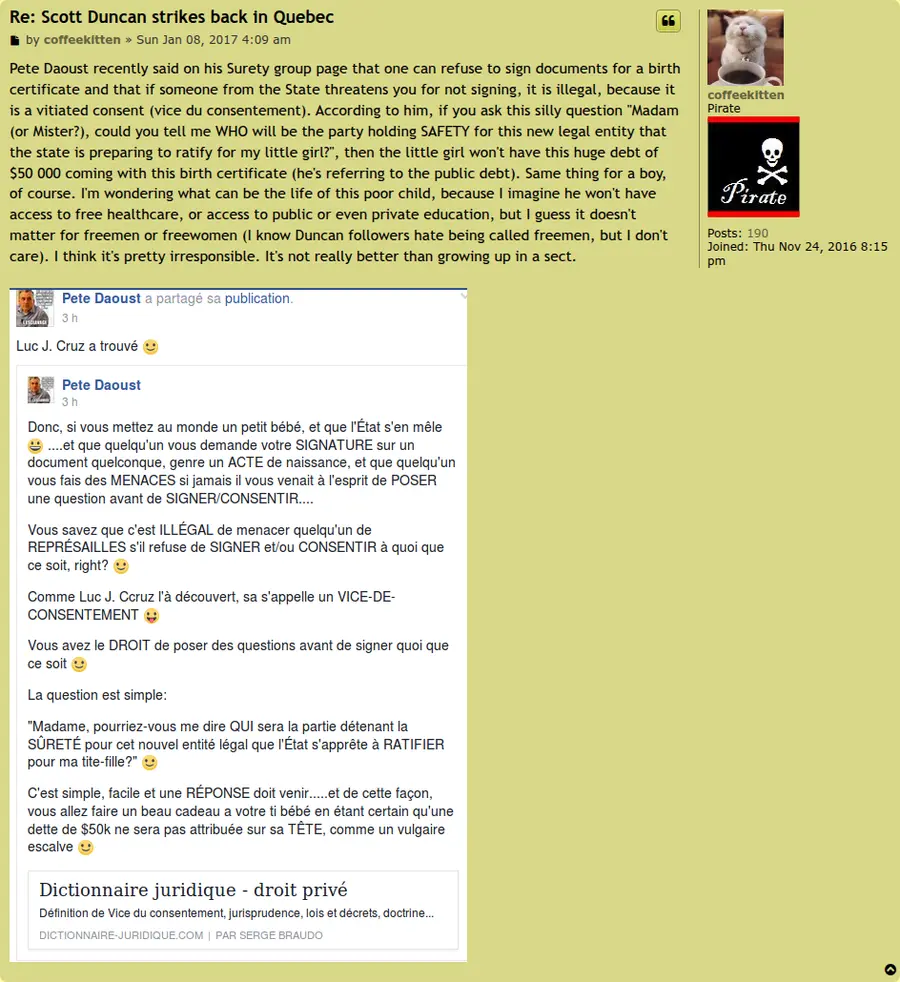 Re: Scott Duncan strikes back in Quebec
by coffeekitten » Sun Jan 08, 2017 4:09 am
Pete Daoust recently said on his Surety group page that one can refuse to sign documents for a birth
certificate and that if someone from the State threatens you for not signing, it is illegal, because it
is a vitiated consent (vice du consentement). According to him, if you ask this silly question "Madam
(or Mister?), could you tell me WHO will be the party holding SAFETY for this new legal entity that
the state is preparing to ratify for my little girl?", then the little girl won't have this huge debt of
$50 000 coming with this birth certificate (he's referring to the public debt). Same thing for a boy,
of course. I'm wondering what can be the life of this poor child, because I imagine he won't have
access to free healthcare, or access to public or even private education, but I guess it doesn't
matter for freemen or freewomen (I know Duncan followers hate being called freemen, but I don't
care). I think it's pretty irresponsible. It's not really better than growing up in a sect.
coffeekitten
Pirate
Pirate
Posts: 190
Joined: Thu Nov 24, 2016 8:15
pm
Pete Daoust a partagé sa publication.
3 h
Luc J. Cruz a trouvé
Pete Daoust
3 h
Donc, si vous mettez au monde un petit bébé, et que l'État s'en mêle
....et que quelqu'un vous demande votre SIGNATURE sur un
document quelconque, genre un ACTE de naissance, et que quelqu'un
vous fais des MENACES si jamais il vous venait à l'esprit de POSER
une question avant de SIGNER/CONSENTIR....
Vous savez que c'est ILLÉGAL de menacer quelqu'un de
REPRÉSAILLES s'il refuse de SIGNER et/ou CONSENTIR à quoi que
ce soit, right?
Comme Luc J. Ccruz l'à découvert, sa s'appelle un VICE-DE-
CONSENTEMENT
Vous avez le DROIT de poser des questions avant de signer quoi que
ce soit
La question est simple:
"Madame, pourriez-vous me dire QUI sera la partie détenant la
SÛRETÉ pour cet nouvel entité légal que l'État s'apprête à RATIFIER
pour ma tite-fille?"
C'est simple, facile et une RÉPONSE doit venir.....et de cette façon,
vous allez faire un beau cadeau a votre ti bébé en étant certain qu'une
dette de $50k ne sera pas attribuée sur sa TÊTE, comme un vulgaire
escalve
Dictionnaire juridique - droit privé
Définition de Vice du consentement, jurisprudence, lois et décrets, doctrine...
DICTIONNAIRE-JURIDIQUE.COM | PAR SERGE BRAUDO